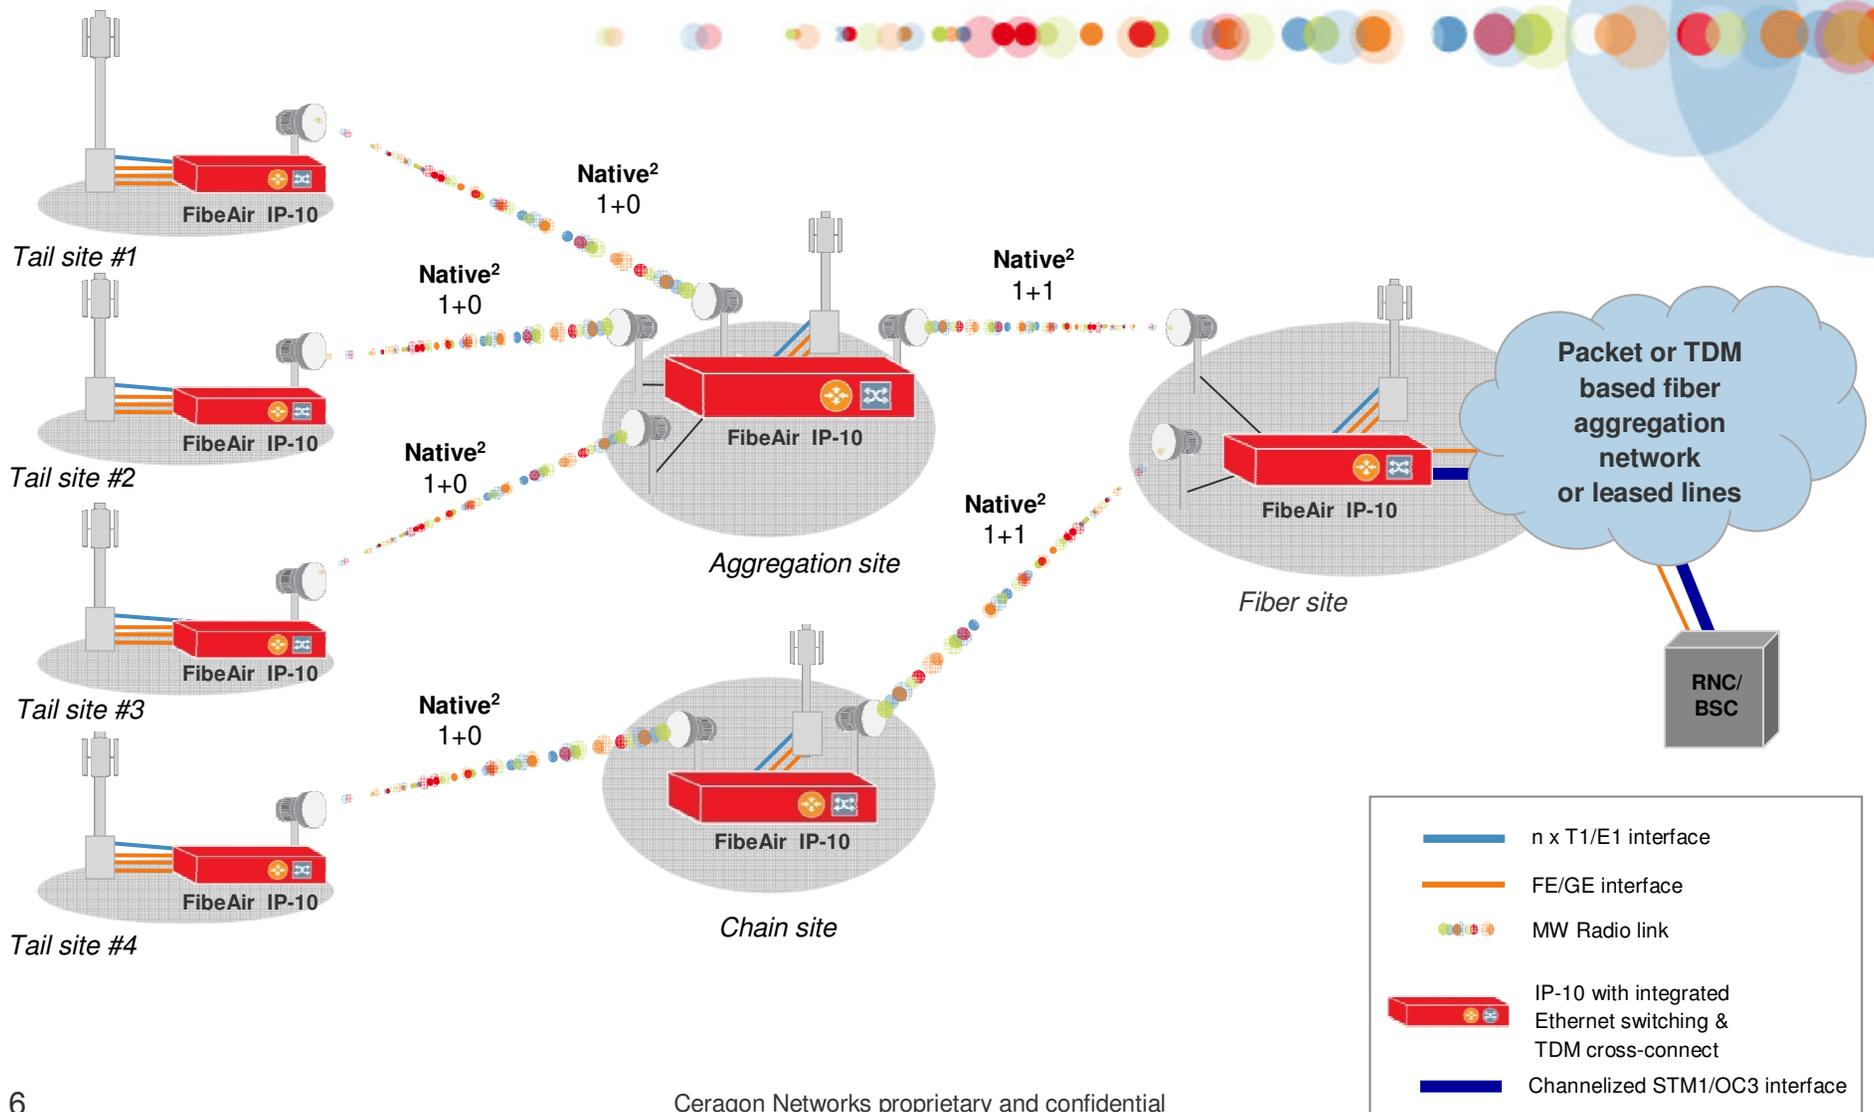 Native2
1+0
FibeAir IP-10
Tail site #1
Native2
1+0
Native2
1+1
FibeAir IP-10
Tail site #2
Native2
1+0
FibeAir IP-10
Aggregation site
Packet or TDM
based fiber
aggregation
network
or leased lines
FibeAir IP-10
Fiber site
Native2
1+1
FibeAir IP-10
Tail site #3
Native2
1+0
RNC/
BSC
FibeAir IP-10
Chain site
FibeAir IP-10
Tail site #4
n x T1/E1 interface
FE/GE interface
MW Radio link
IP-10 with integrated
Ethernet switching &
TDM cross-connect
Channelized STM1/OC3 interface
6
Ceragon Networks proprietary and confidential